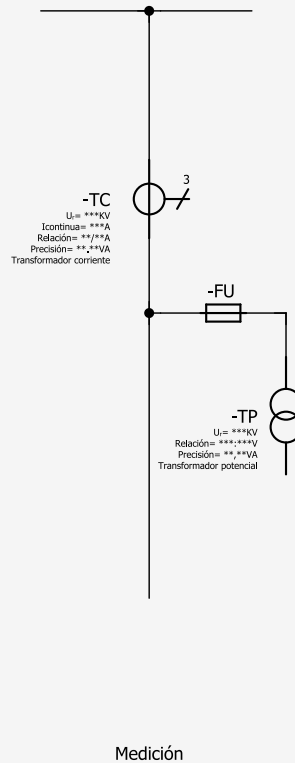 3
-TC
Ur= ***KV
Icontinua= ***A
Relación= **/**A
Precisión= **.**VA
Transformador corriente
-FU
-TP
Ur= ***KV
Relación= ***:***V
Precisión= **,**VA
Transformador potencial
Medición